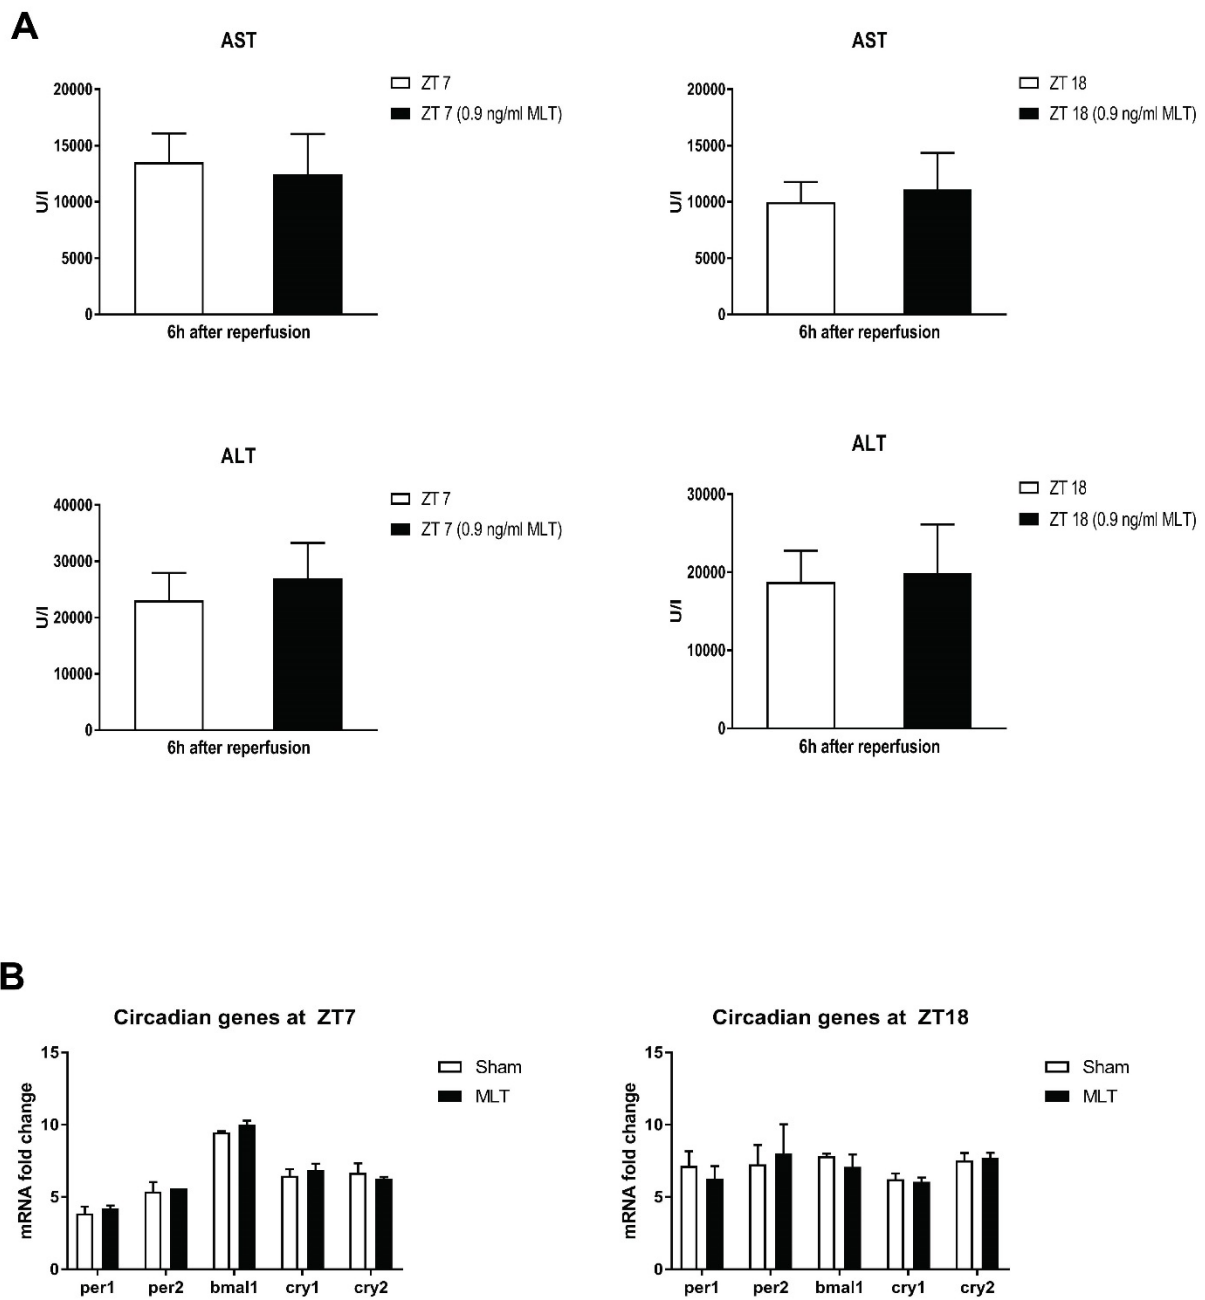 A
AST
20000
15000
10000
5000
0
U/l
6h after reperfusion
ZT 7
ZT 7 (0.9 ng/ml MLT)
AST
20000
15000
10000
5000
0
U/l
6h after reperfusion
ZT 18
ZT 18 (0.9 ng/ml MLT)
ALT
40000
30000
20000
10000
0
U/l
6h after reperfusion
ZT 7
ZT 7 (0.9 ng/ml MLT)
ALT
30000
20000
10000
0
U/l
6h after reperfusion
ZT 18
ZT 18 (0.9 ng/ml MLT)
B
Circadian genes at ZT7
15
10
5
0
mRNA fold change
per1 per2 bmal1 cry1 cry2
Sham
MLT
Circadian genes at ZT18
15
10
5
0
mRNA fold change
per1 per2 bmal1 cry1 cry2
Sham
MLT